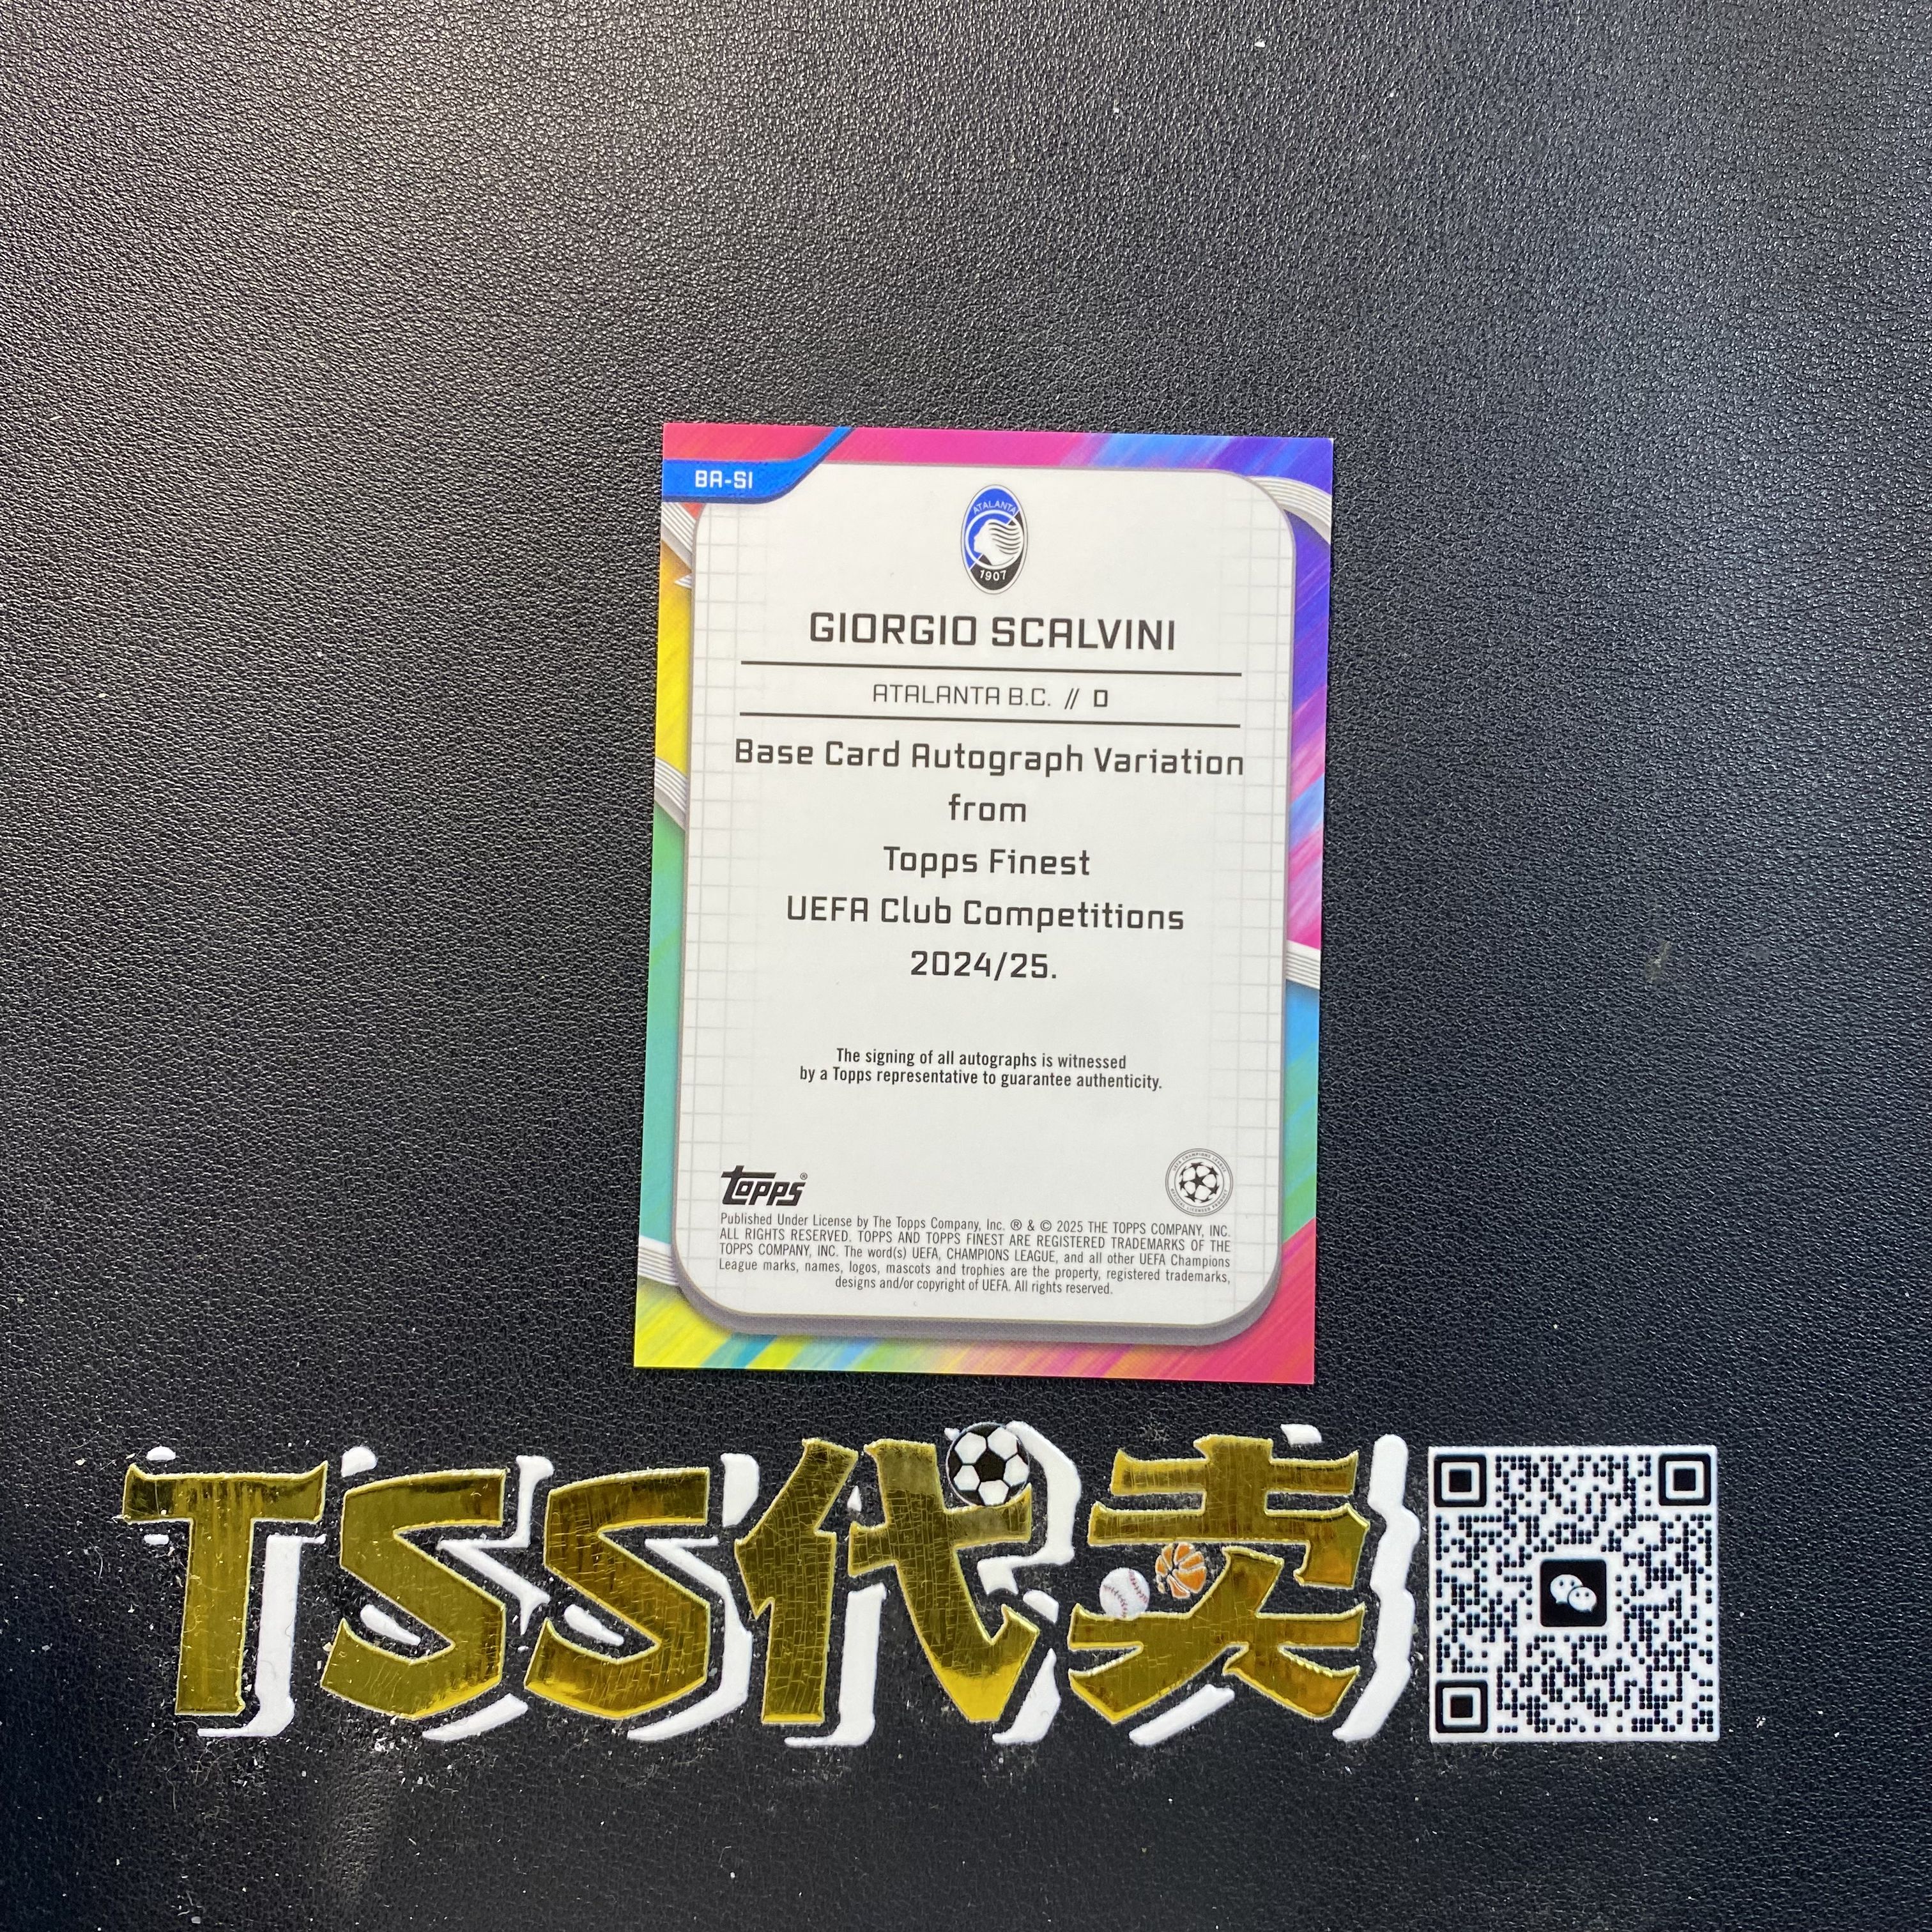 BA-SI
ATALANTA
1907
GIORGIO SCALVINI
ATALANTA B.C. // D
Base Card Autograph Variation
from
Topps Finest
UEFA Club Competitions
2024/25.
The signing of all autographs is witnessed
by a Topps representative to guarantee authenticity.
topps®
Published Under License by The Topps Company, Inc. ® & © 2025 THE TOPPS COMPANY, INC.
ALL RIGHTS RESERVED. TOPPS AND TOPPS FINEST ARE REGISTERED TRADEMARKS OF THE
TOPPS COMPANY, INC. The word(s) UEFA, CHAMPIONS LEAGUE, and all other UEFA Champions
League marks, names, logos, mascots and trophies are the property, registered trademarks,
designs and/or copyright of UEFA. All rights reserved.
TSS代卖